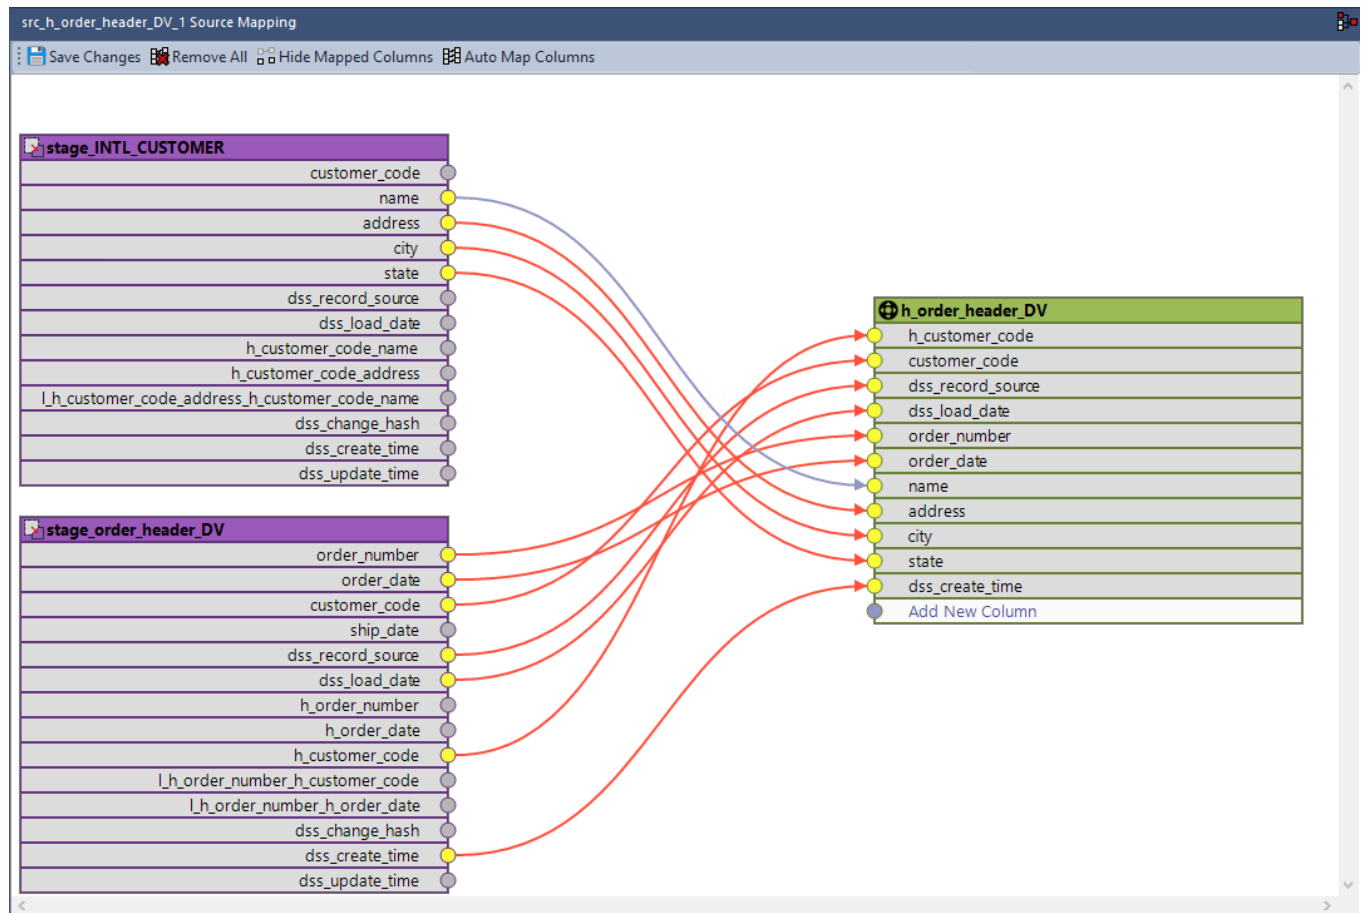 src_h_order_header_DV_1 Source Mapping
Save Changes Remove All Hide Mapped Columns Auto Map Columns
stage_INTL_CUSTOMER
customer_code
name
address
city
state
dss_record_source
dss_load_date
h_customer_code_name
h_customer_code_address
l_h_customer_code_address_h_customer_code_name
dss_change_hash
dss_create_time
dss_update_time
stage_order_header_DV
order_number
order_date
customer_code
ship_date
dss_record_source
dss_load_date
h_order_number
h_order_date
h_customer_code
l_h_order_number_h_customer_code
l_h_order_number_h_order_date
dss_change_hash
dss_create_time
dss_update_time
h_order_header_DV
h_customer_code
customer_code
dss_record_source
dss_load_date
order_number
order_date
name
address
city
state
dss_create_time
Add New Column